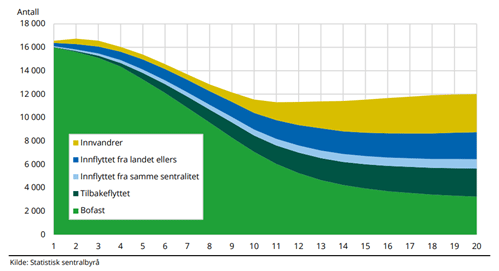 Antall
18 000
16 000
14 000
12 000
10 000
8 000
6 000
4 000
2 000
0
Innvandrer
Innflyttet fra landet ellers
Innflyttet fra samme sentralitet
Tilbakeflyttet
Bofast
1 2 3 4 5 6 7 8 9 10 11 12 13 14 15 16 17 18 19 20
Kilde: Statistisk sentralbyrå